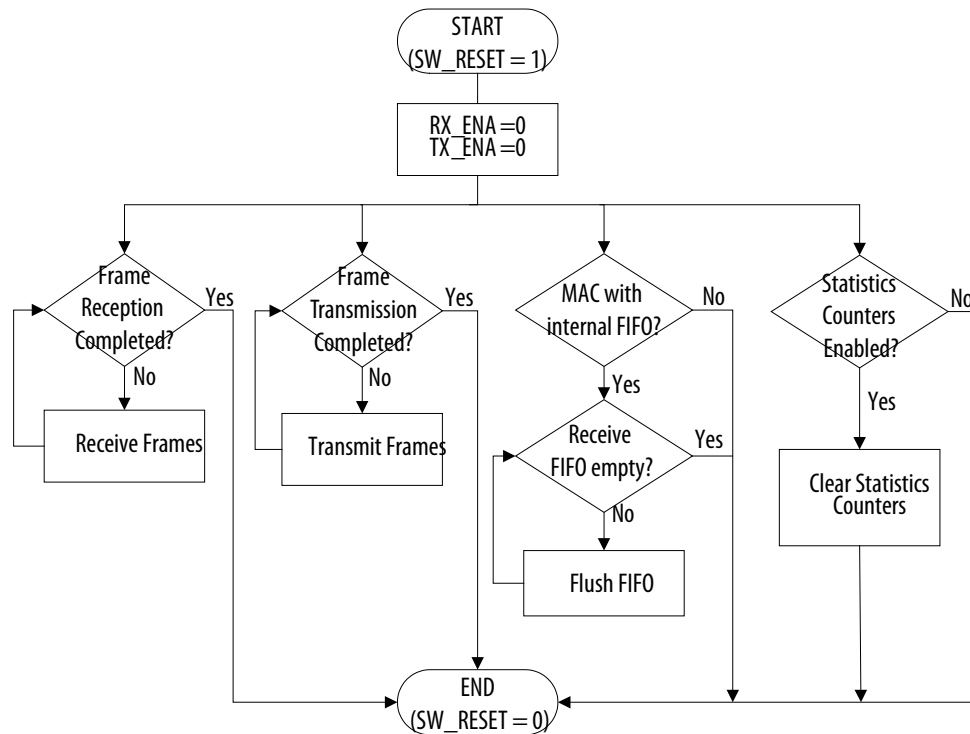 START
(SW_RESET = 1)
RX_ENA =0
TX_ENA =0
Frame
Reception
Completed?
Yes
No
Receive Frames
Frame
Transmission
Completed?
Yes
No
Transmit Frames
MAC with
internal FIFO?
No
Yes
Receive
FIFO empty?
Yes
No
Flush FIFO
Statistics
Counters
Enabled?
No
Yes
Clear Statistics
Counters
END
(SW_RESET = 0)